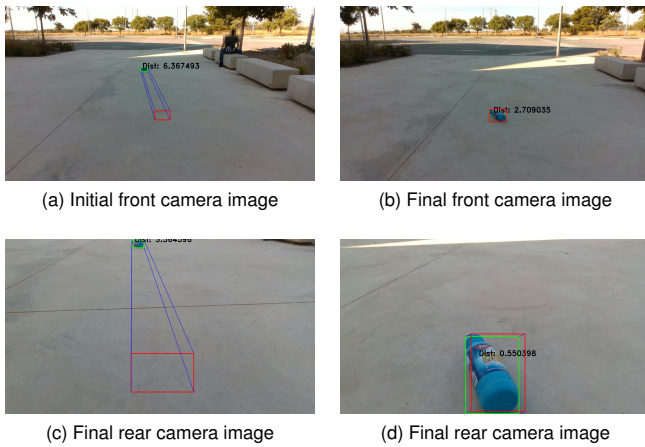 Dist: 6.367493
Dist: 2.709035
(a) Initial front camera image
(b) Final front camera image
Dist:
Dist: 0.550398
(c) Final rear camera image
(d) Final rear camera image